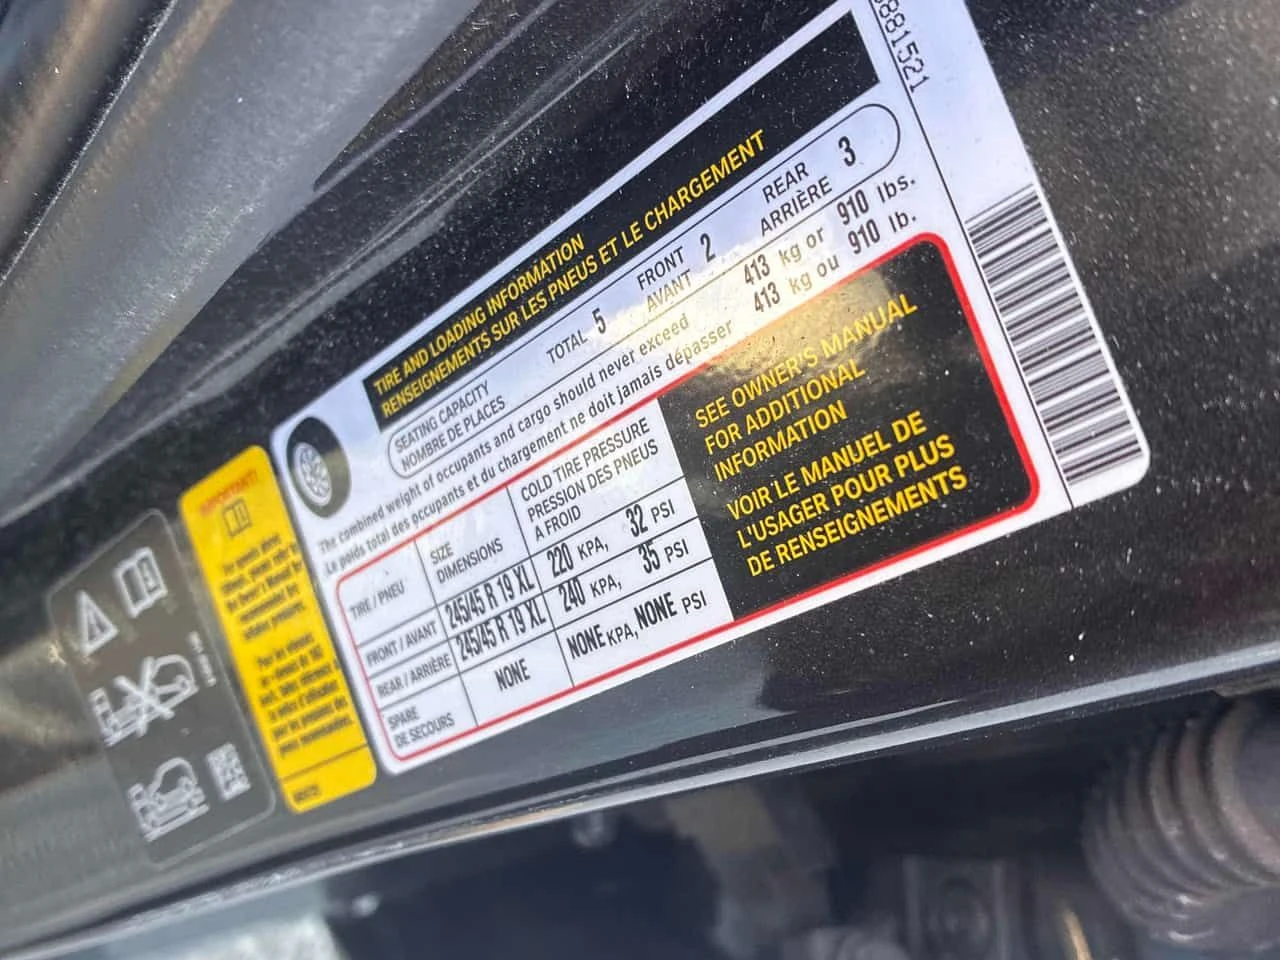 8881521
TIRE AND LOADING INFORMATION
RENSEIGNEMENTS SUR LES PNEUS ET LE CHARGEMENT
SEATING CAPACITY
NOMBRE DE PLACES
TOTAL 5
FRONT
AVANT 2
REAR
ARRIÈRE 3
The combined weight of occupants and cargo should never exceed 413 kg or 910 lbs.
Le poids total des occupants et du chargement ne doit jamais dépasser 413 kg ou 910 lb.
TIRE / PNEU
SIZE
DIMENSIONS
COLD TIRE PRESSURE
PRESSION DES PNEUS
A FROID
FRONT / AVANT 245/45 R 19 XL 220 KPA, 32 PSI
REAR / ARRIÈRE 245/45 R 19 XL 240 KPA, 35 PSI
SPARE
DE SECOURS
NONE NONE KPA, NONE PSI
SEE OWNER'S MANUAL
FOR ADDITIONAL
INFORMATION
VOIR LE MANUEL DE
L'USAGER POUR PLUS
DE RENSEIGNEMENTS
IMPORTANT!